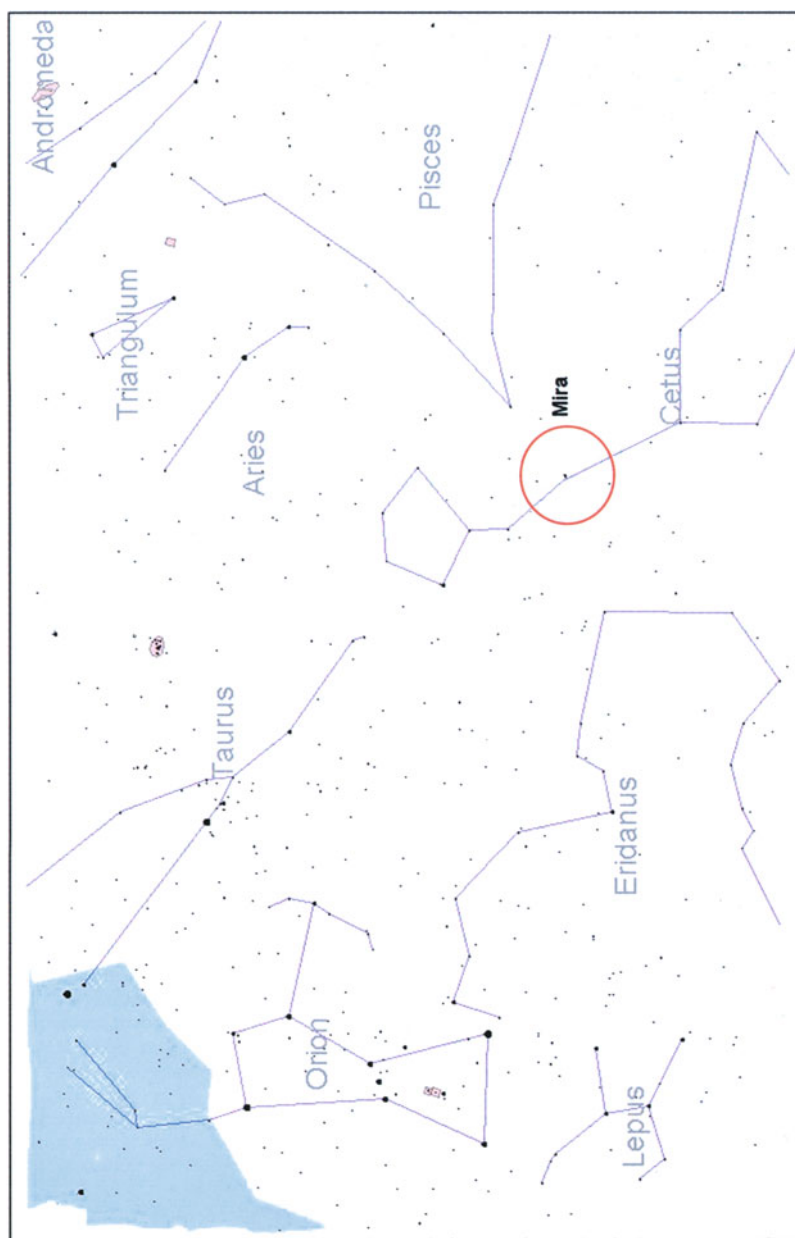 Andromeda
Triangulum
Pisces
Aries
Mira
Cetus
Taurus
Orion
Eridanus
Lepus